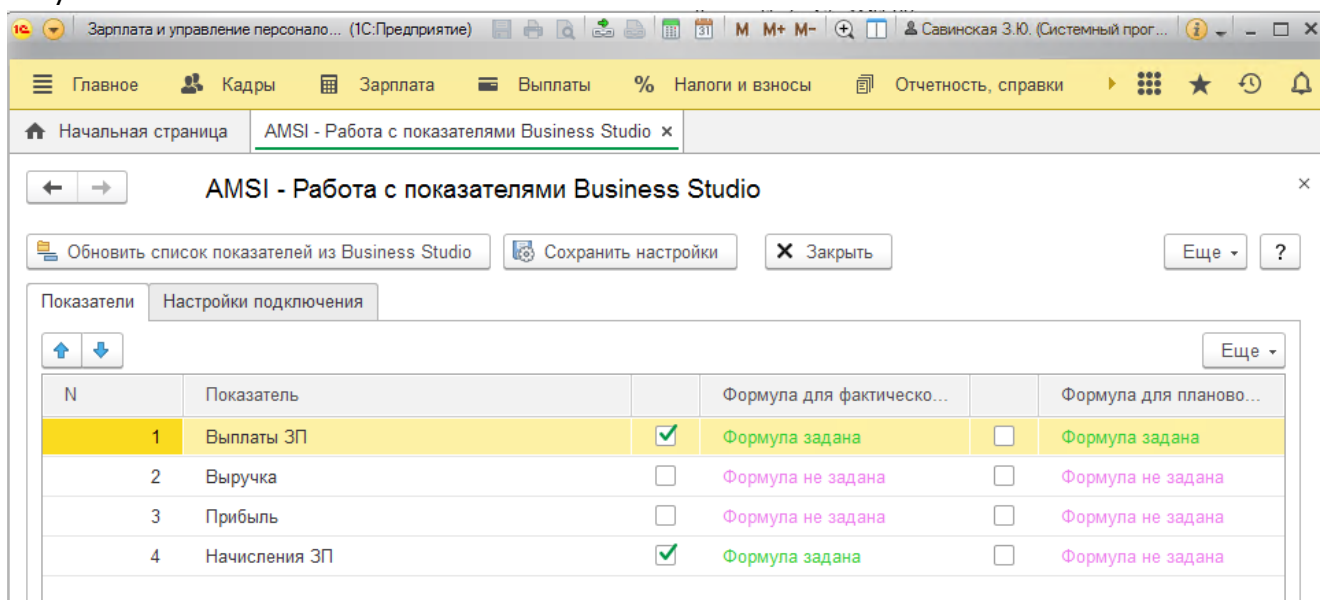 1С Зарплата и управление персонало... (1С:Предприятие) 31 M M+ M- Савинская З.Ю. (Системный прог... i
Главное Кадры Зарплата Выплаты % Налоги и взносы Отчетность, справки
Начальная страница AMSI - Работа с показателями Business Studio ×
AMSI - Работа с показателями Business Studio ×
Обновить список показателей из Business Studio Сохранить настройки Закрыть Еще ?
Показатели Настройки подключения
Еще
N Показатель Формула для фактическо... Формула для планово...
1 Выплаты ЗП Формула задана Формула задана
2 Выручка Формула не задана Формула не задана
3 Прибыль Формула не задана Формула не задана
4 Начисления ЗП Формула задана Формула не задана